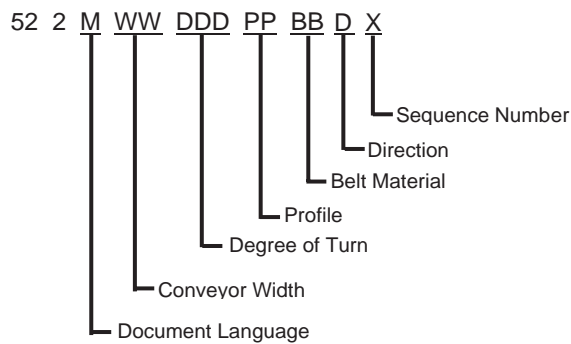 52 2 M WW DDD PP BB D X
Sequence Number
Direction
Belt Material
Profile
Degree of Turn
Conveyor Width
Document Language